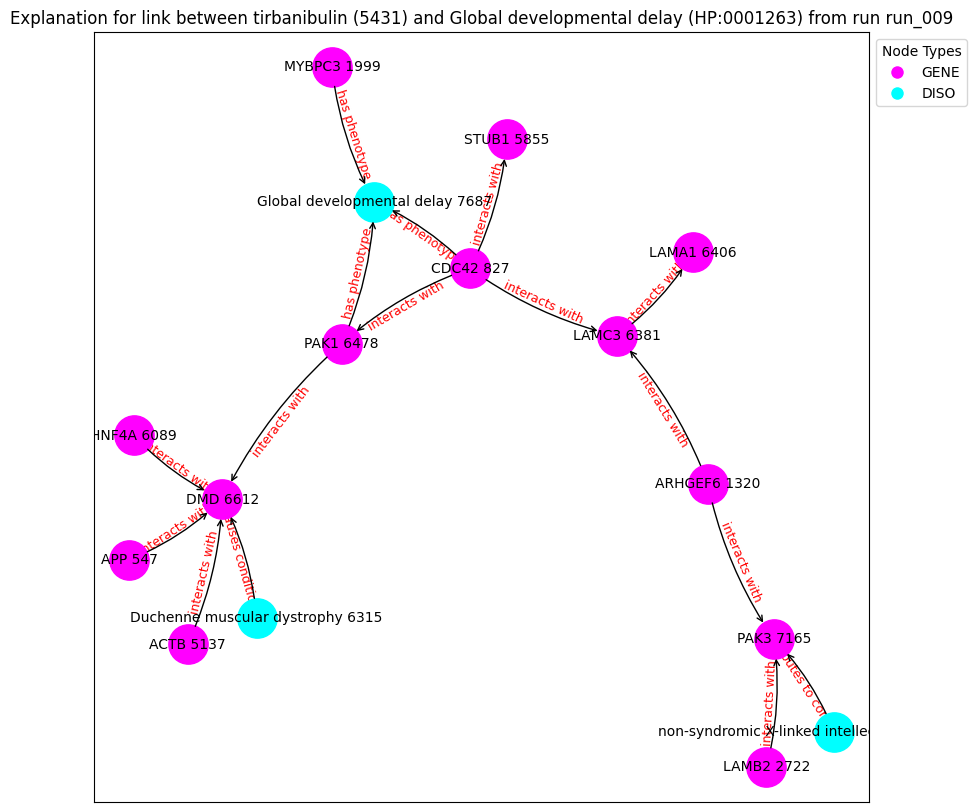 Explanation for link between tirbanibulin (5431) and Global developmental delay (HP:0001263) from run run_009
Node Types
GENE
DISO
MYBPC3 1999
has phenotype
STUB1 5855
interacts with
Global developmental delay 7687
has phenotype
LAMA1 6406
CDC42 827
has phenotype
interacts with
interacts with
interacts with
interacts with
PAK1 6478
LAMC3 6381
interacts with
interacts with
HNF4A 6089
interacts with
ARHGEF6 1320
DMD 6612
interacts with
interacts with
APP 547
interacts with
causes condition
Duchenne muscular dystrophy 6315
ACTB 5137
PAK3 7165
interacts with
non-syndromic X-linked
LAMB2 2722